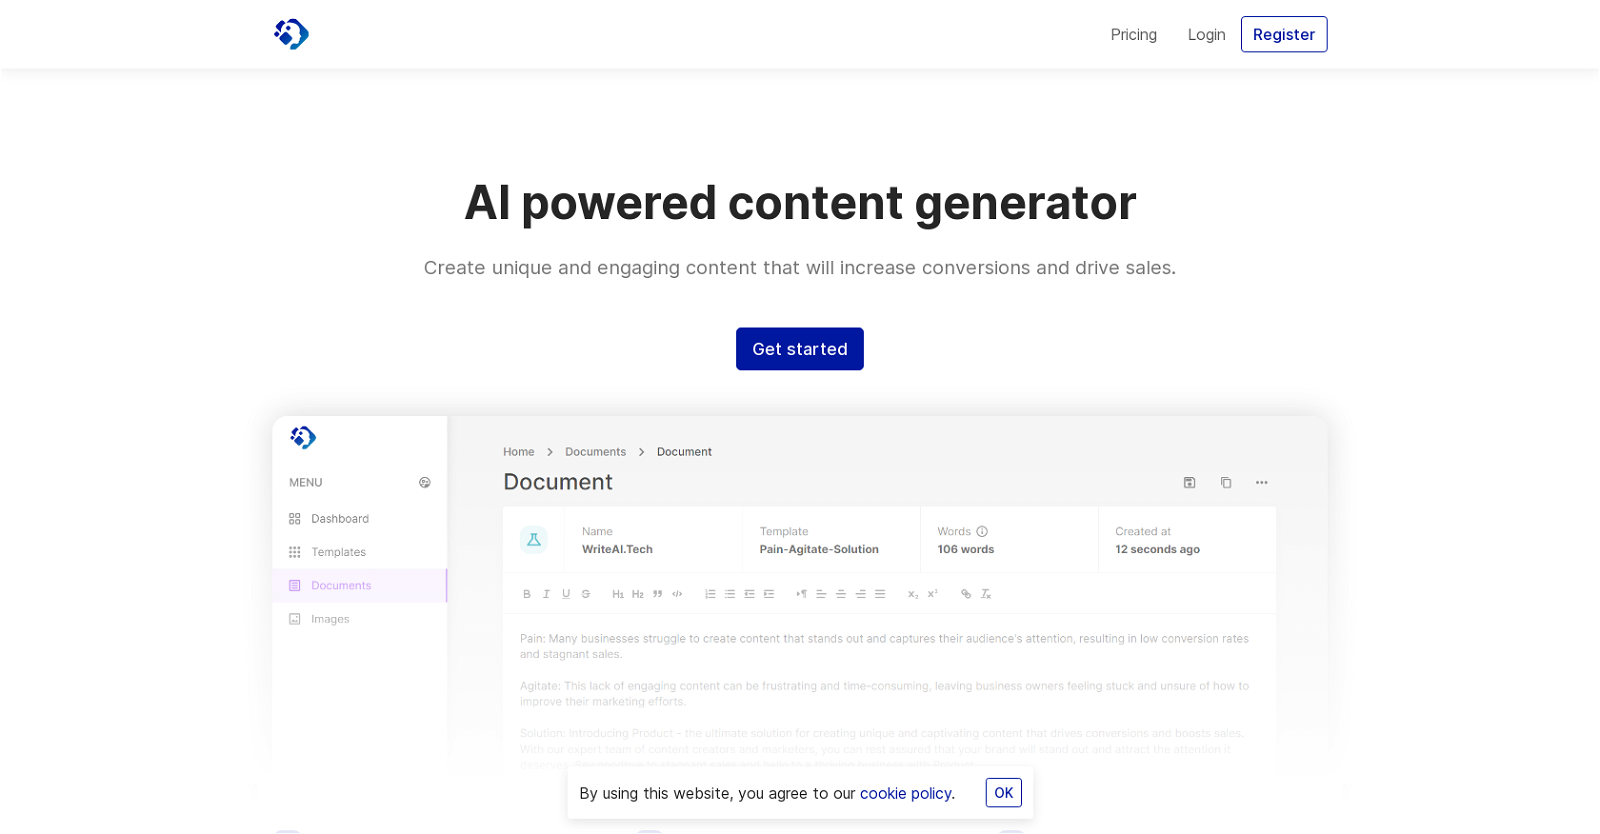 Pricing Login Register
AI powered content generator
Create unique and engaging content that will increase conversions and drive sales.
Get started
Home > Documents > Document
Document
MENU
Dashboard
Templates
Documents
Images
Name Template Words Created at
WriteAI.Tech Pain-Agitate-Solution 106 words 12 seconds ago
B I U S H1 H2 x₂ x²
Pain: Many businesses struggle to create content that stands out and captures their audience's attention, resulting in low conversion rates
and stagnant sales.
Agitate: This lack of engaging content can be frustrating and time-consuming, leaving business owners feeling stuck and unsure of how to
improve their marketing efforts.
Solution: Introducing Product - the ultimate solution for creating unique and captivating content that drives conversions and boosts sales.
With our expert team of content creators and marketers, you can rest assured that your brand will stand out and attract the attention it
By using this website, you agree to our cookie policy. OK